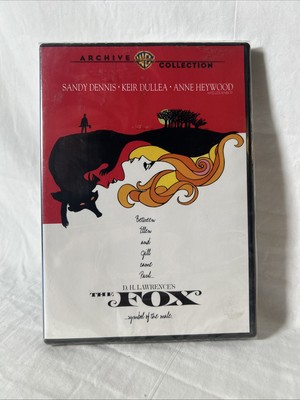 ARCHIVE WB COLLECTION
SANDY DENNIS · KEIR DULLEA · ANNE HEYWOOD
Between
Ellen
and
Jill
came
Paul...
D.H. LAWRENCE'S
THE FOX
...symbol of the male.